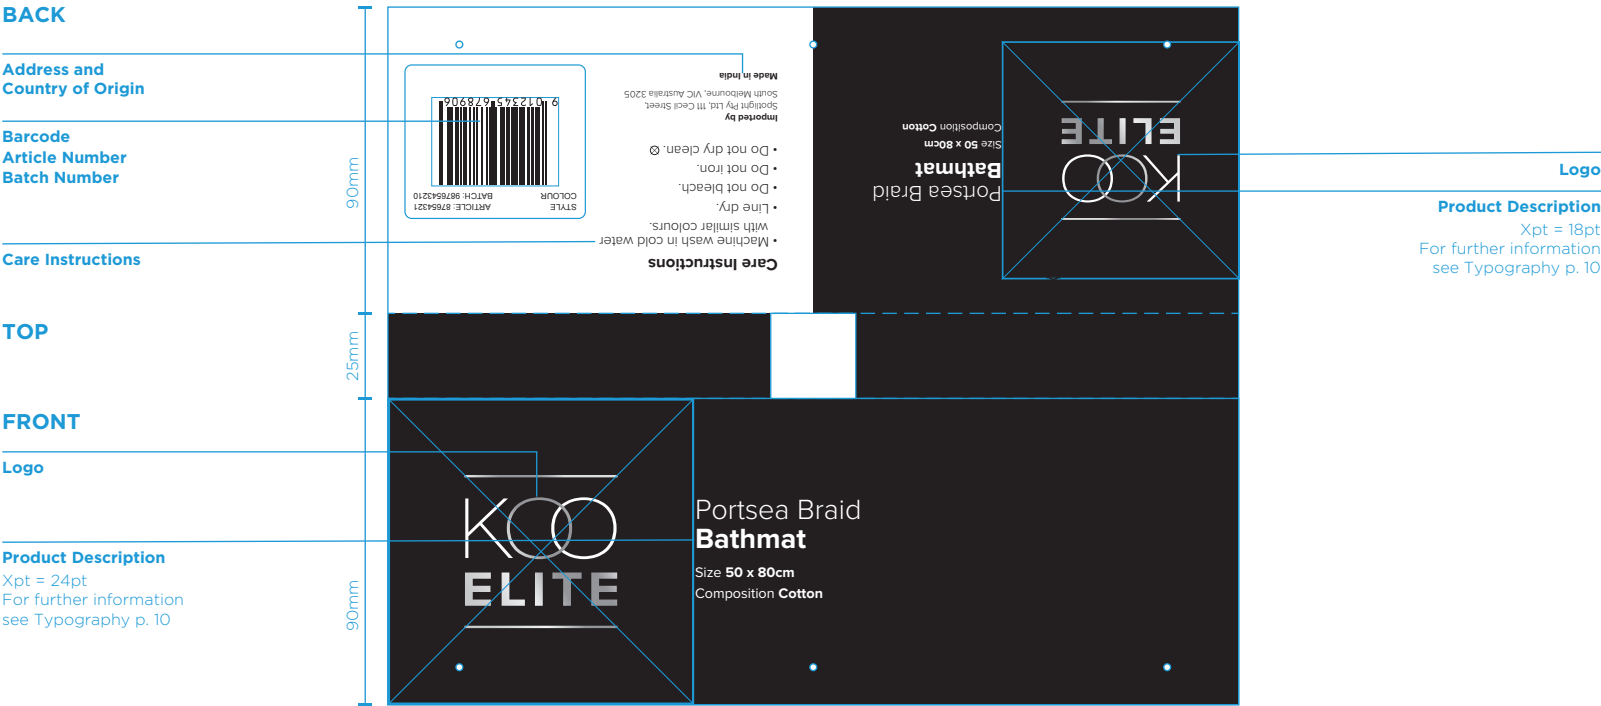 BACK
Address and
Country of Origin
Barcode
Article Number
Batch Number
Care Instructions
TOP
FRONT
Logo
Product Description
Xpt = 24pt
For further information
see Typography p. 10
90mm
25mm
90mm
Care Instructions
• Machine wash in cold water
with similar colours.
• Line dry.
• Do not bleach.
• Do not iron.
• Do not dry clean.
Imported by
Spotlight Pty Ltd, 111 Cecil Street,
South Melbourne, VIC Australia 3205
Made in India
STYLE ARTICLE: 87654321
COLOUR BATCH: 9876543210
9 012345 678906
KOO
ELITE
Portsea Braid
Bathmat
Size 50 x 80cm
Composition Cotton
Logo
Product Description
Xpt = 18pt
For further information
see Typography p. 10
KOO
ELITE
Portsea Braid
Bathmat
Size 50 x 80cm
Composition Cotton